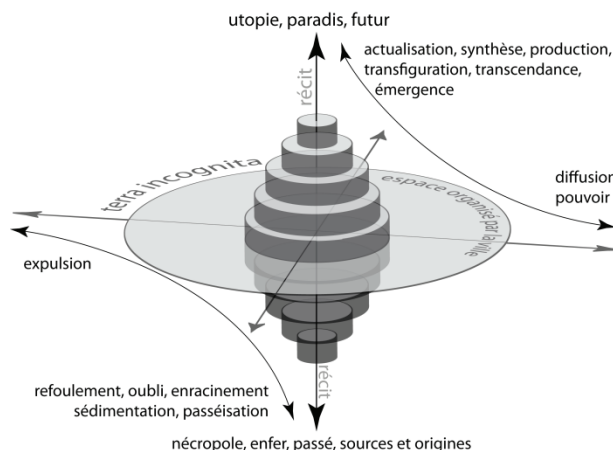 utopie, paradis, futur
actualisation, synthèse, production,
transfiguration, transcendance,
émergence
récit
terra incognita
espace organisé par la ville
diffusion
pouvoir
expulsion
refoulement, oubli, enracinement
sédimentation, passéisation
récit
nécropole, enfer, passé, sources et origines